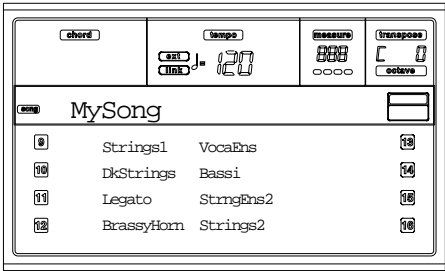 chord tempo measure transpose
ext link ♩= 120 888 C 0
octave
song MySong
9 Strings1 VocaEns 13
10 DkStrings Bassi 14
11 Legato StrngEns2 15
12 BrassyHorn Strings2 16